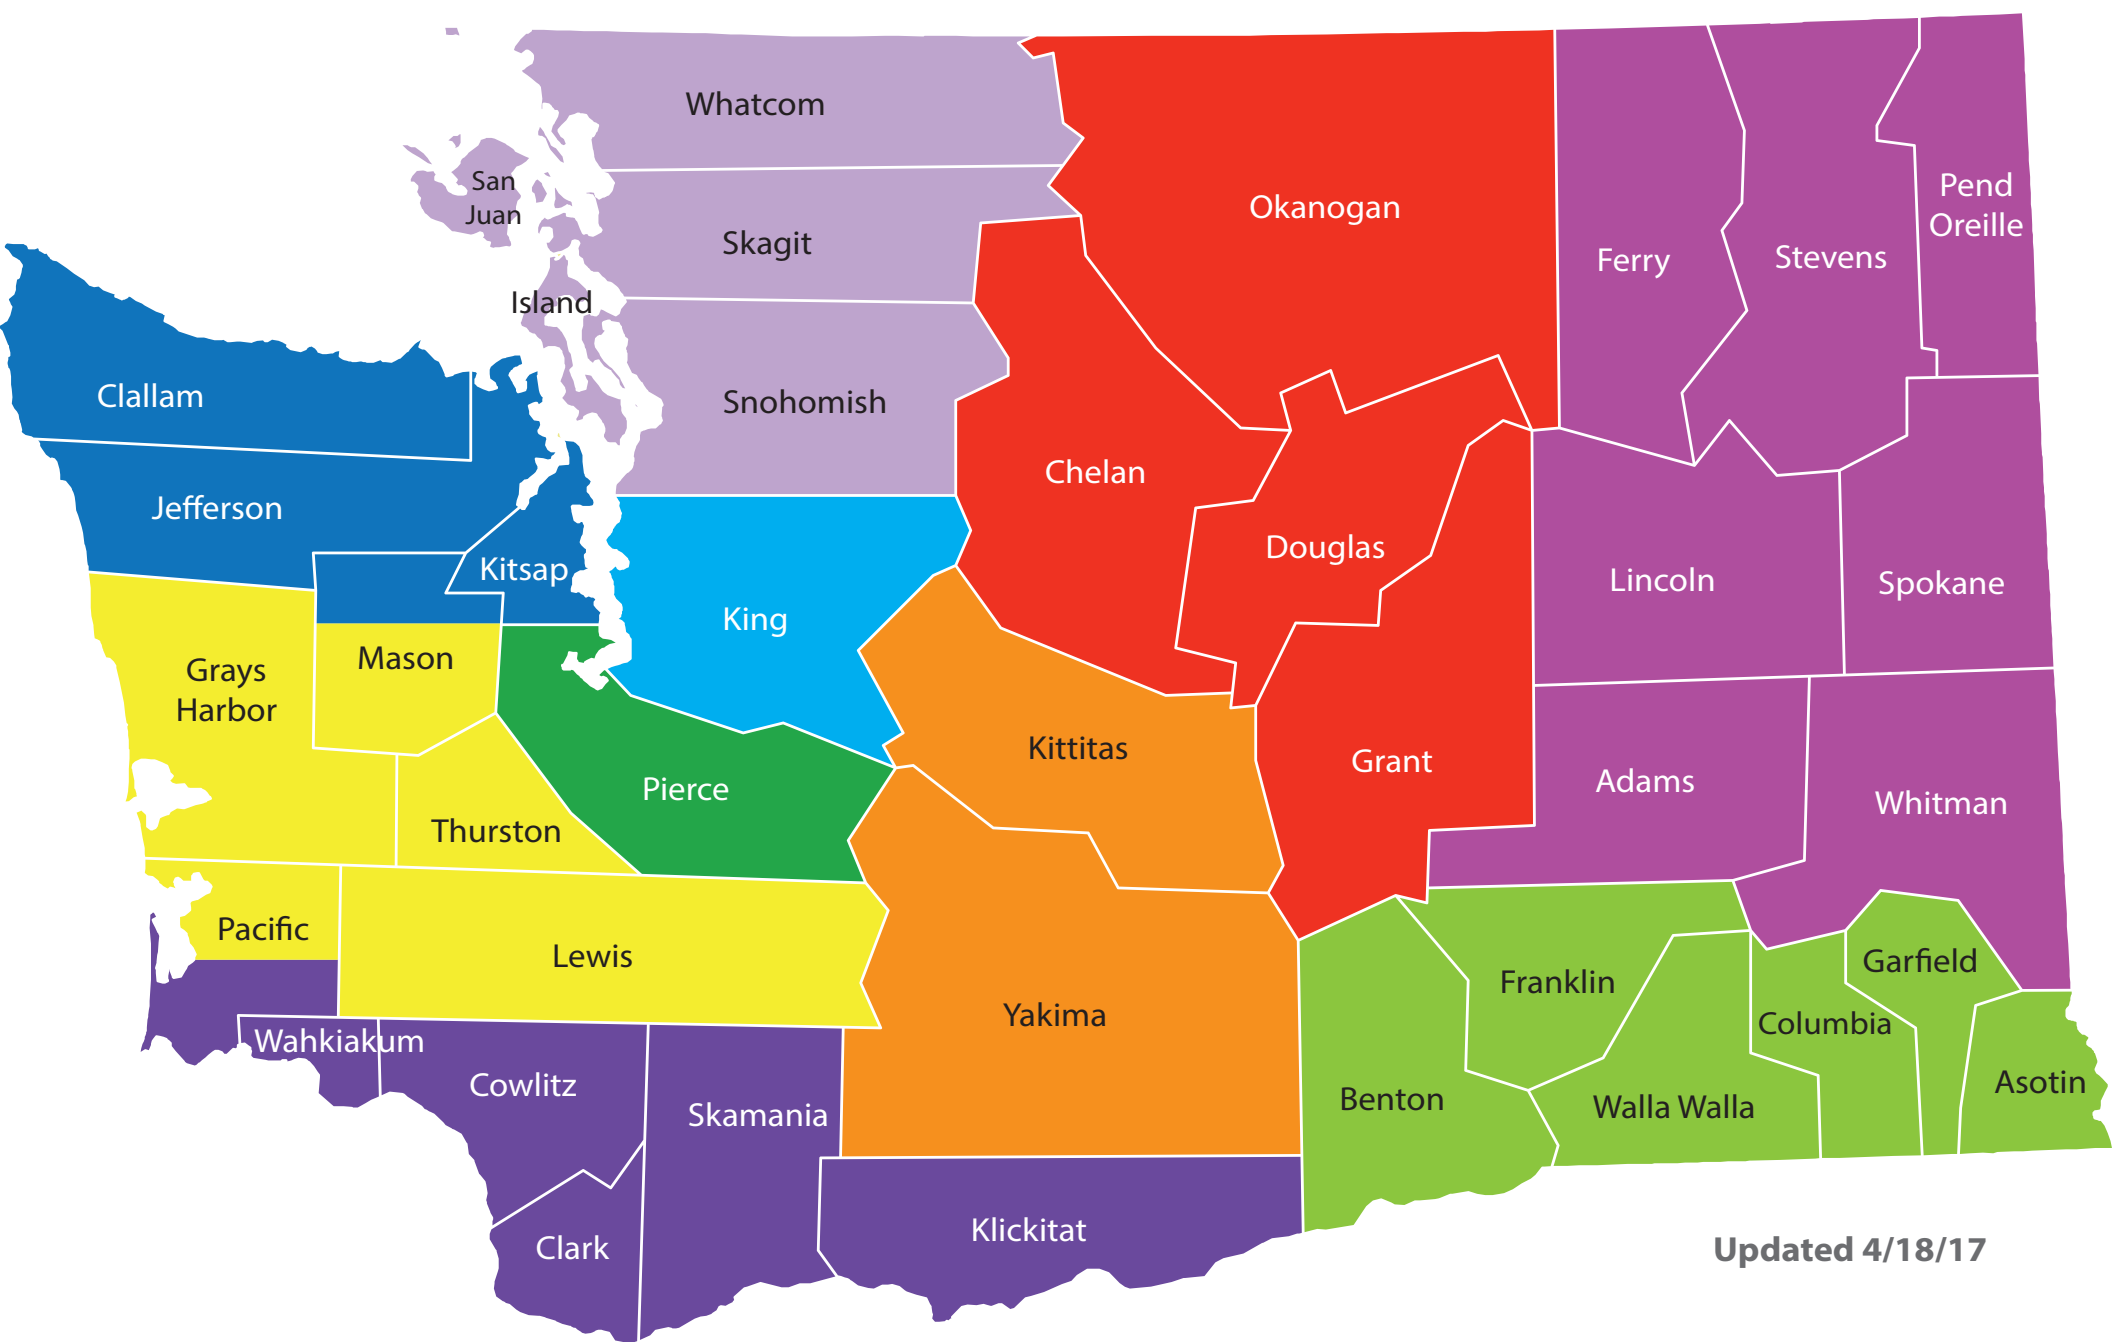 Whatcom
San
Juan
Skagit
Island
Snohomish
Okanogan
Ferry
Stevens
Pend
Oreille
Clallam
Jefferson
Kitsap
King
Chelan
Douglas
Lincoln
Spokane
Grays
Harbor
Mason
Thurston
Pierce
Kittitas
Grant
Adams
Whitman
Pacific
Lewis
Yakima
Franklin
Garfield
Columbia
Asotin
Benton
Walla Walla
Wahkiakum
Cowlitz
Skamania
Clark
Klickitat
Updated 4/18/17